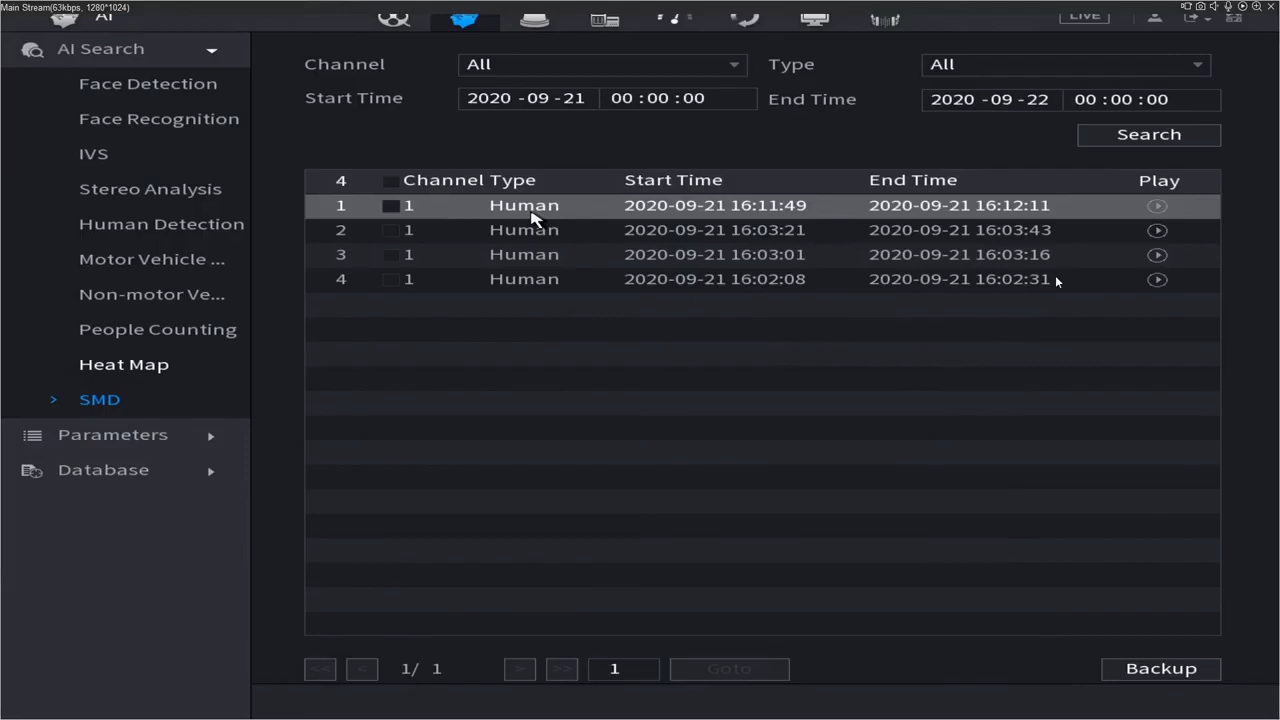 Main Stream(63kbps, 1280*1024)
AI
LIVE
AI Search
Face Detection
Face Recognition
IVS
Stereo Analysis
Human Detection
Motor Vehicle ...
Non-motor Ve...
People Counting
Heat Map
> SMD
Parameters
Database
Channel All Type All
Start Time 2020 -09 -21 00 : 00 : 00 End Time 2020 -09 -22 00 : 00 : 00
Search
4 Channel Type Start Time End Time Play
1 1 Human 2020-09-21 16:11:49 2020-09-21 16:12:11
2 1 Human 2020-09-21 16:03:21 2020-09-21 16:03:43
3 1 Human 2020-09-21 16:03:01 2020-09-21 16:03:16
4 1 Human 2020-09-21 16:02:08 2020-09-21 16:02:31
<< < 1/ 1 > >> 1 Goto Backup